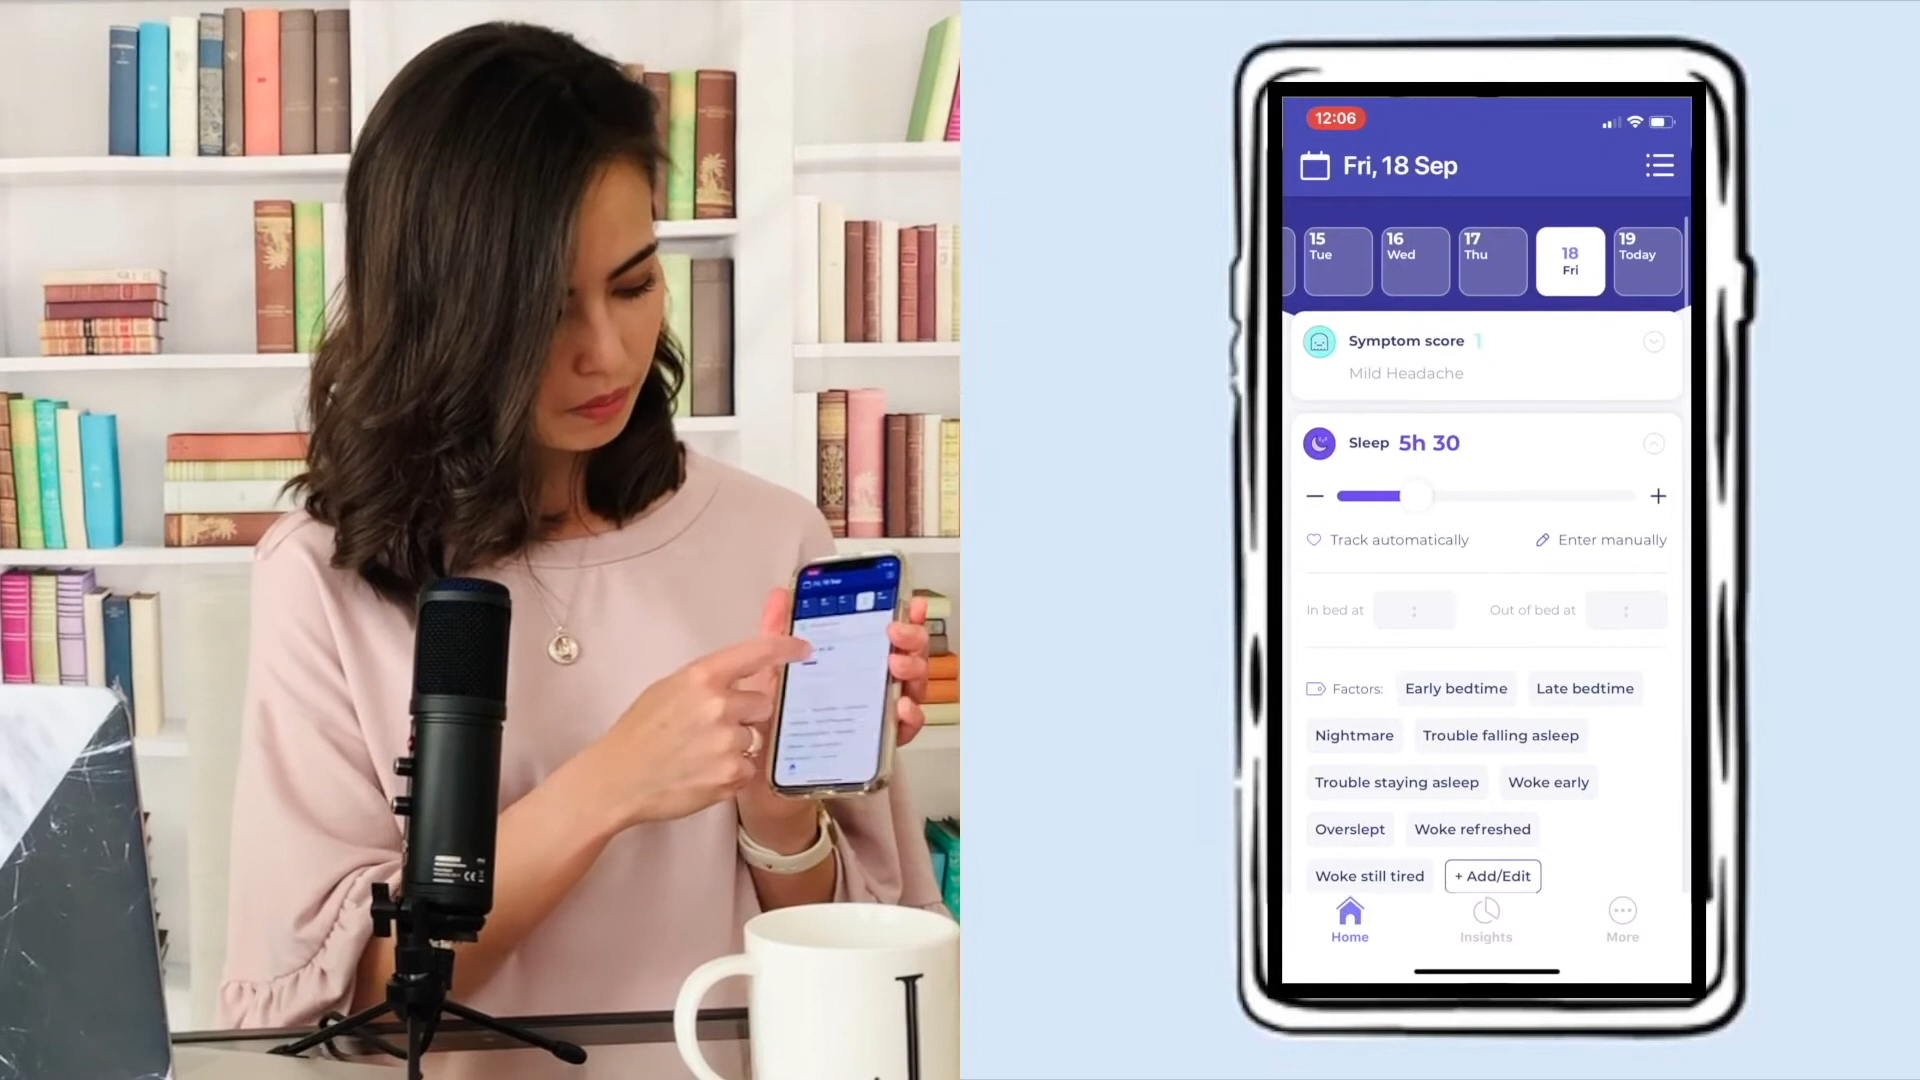 12:06
Fri, 18 Sep
15 Tue
16 Wed
17 Thu
18 Fri
19 Today
Symptom score 1
Mild Headache
Sleep 5h 30
Track automatically
Enter manually
In bed at :
Out of bed at :
Factors: Early bedtime Late bedtime
Nightmare Trouble falling asleep
Trouble staying asleep Woke early
Overslept Woke refreshed
Woke still tired + Add/Edit
Home Insights More
CE
J